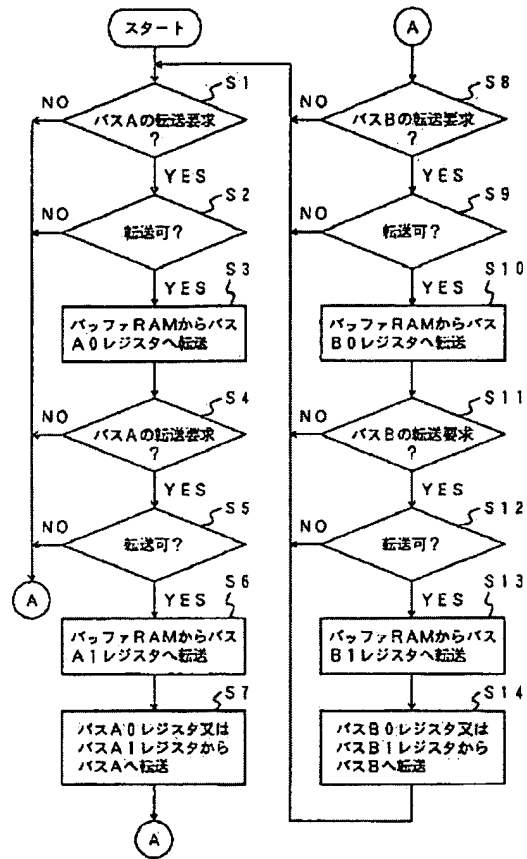 スタート
S1
バスAの転送要求
?
NO
YES
S2
転送可?
NO
YES
S3
バッファRAMからバス
A0レジスタへ転送
S4
バスAの転送要求
?
NO
YES
S5
転送可?
NO
YES
A
S6
バッファRAMからバス
A1レジスタへ転送
S7
バスA0レジスタ又は
バスA1レジスタから
バスAへ転送
A
A
S8
バスBの転送要求
?
NO
YES
S9
転送可?
NO
YES
S10
バッファRAMからバス
B0レジスタへ転送
S11
バスBの転送要求
?
NO
YES
S12
転送可?
NO
YES
S13
バッファRAMからバス
B1レジスタへ転送
S14
バスB0レジスタ又は
バスB1レジスタから
バスBへ転送